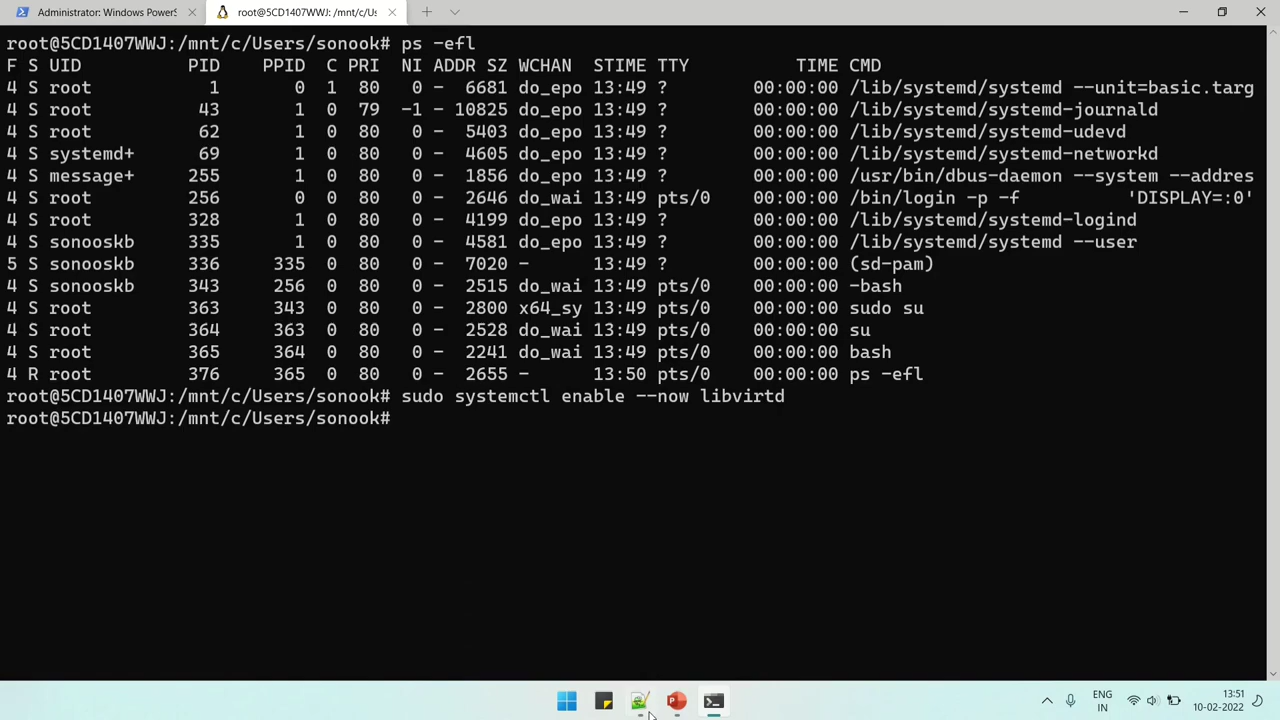 Administrator: Windows PowerS
root@5CD1407WWJ: /mnt/c/Us
root@5CD1407WWJ:/mnt/c/Users/sonook# ps -efl
F S UID PID PPID C PRI NI ADDR SZ WCHAN STIME TTY TIME CMD
4 S root 1 0 1 80 0 - 6681 do_epo 13:49 ? 00:00:00 /lib/systemd/systemd --unit=basic.targ
4 S root 43 1 0 79 -1 - 10825 do_epo 13:49 ? 00:00:00 /lib/systemd/systemd-journald
4 S root 62 1 0 80 0 - 5403 do_epo 13:49 ? 00:00:00 /lib/systemd/systemd-udevd
4 S systemd+ 69 1 0 80 0 - 4605 do_epo 13:49 ? 00:00:00 /lib/systemd/systemd-networkd
4 S message+ 255 1 0 80 0 - 1856 do_epo 13:49 ? 00:00:00 /usr/bin/dbus-daemon --system --addres
4 S root 256 0 0 80 0 - 2646 do_wai 13:49 pts/0 00:00:00 /bin/login -p -f 'DISPLAY=:0'
4 S root 328 1 0 80 0 - 4199 do_epo 13:49 ? 00:00:00 /lib/systemd/systemd-logind
4 S sonooskb 335 1 0 80 0 - 4581 do_epo 13:49 ? 00:00:00 /lib/systemd/systemd --user
5 S sonooskb 336 335 0 80 0 - 7020 - 13:49 ? 00:00:00 (sd-pam)
4 S sonooskb 343 256 0 80 0 - 2515 do_wai 13:49 pts/0 00:00:00 -bash
4 S root 363 343 0 80 0 - 2800 x64_sy 13:49 pts/0 00:00:00 sudo su
4 S root 364 363 0 80 0 - 2528 do_wai 13:49 pts/0 00:00:00 su
4 S root 365 364 0 80 0 - 2241 do_wai 13:49 pts/0 00:00:00 bash
4 R root 376 365 0 80 0 - 2655 - 13:50 pts/0 00:00:00 ps -efl
root@5CD1407WWJ:/mnt/c/Users/sonook# sudo systemctl enable --now libvirtd
root@5CD1407WWJ:/mnt/c/Users/sonook#
ENG
IN
13:51
10-02-2022